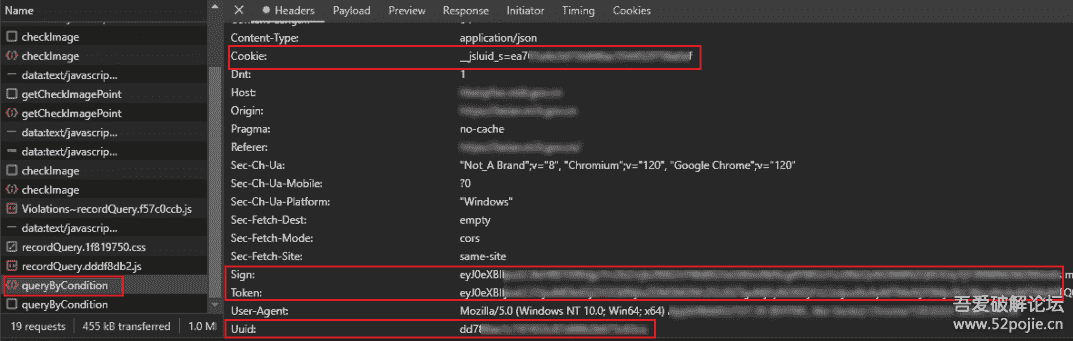 Name
Headers Payload Preview Response Initiator Timing Cookies
checkImage
checkImage
data:text/javascrip...
getCheckImagePoint
getCheckImagePoint
data:text/javascrip...
data:text/javascrip...
checkImage
checkImage
Violations~recordQuery.f57c0ccb.js
data:text/javascrip...
recordQuery.1f819750.css
recordQuery.dddf8db2.js
queryByCondition
queryByCondition
19 requests 455 kB transferred 1.0 M
Content-Type: application/json
Cookie: __jsluid_s=ea7
Dnt: 1
Host:
Origin:
Pragma: no-cache
Referer:
Sec-Ch-Ua: "Not_A Brand";v="8", "Chromium";v="120", "Google Chrome";v="120"
Sec-Ch-Ua-Mobile: ?0
Sec-Ch-Ua-Platform: "Windows"
Sec-Fetch-Dest: empty
Sec-Fetch-Mode: cors
Sec-Fetch-Site: same-site
Sign: eyJ0eXBlI
Token: eyJ0eXBlI
User-Agent: Mozilla/5.0 (Windows NT 10.0; Win64; x64)
Uuid: dd78
吾爱破解论坛
www.52pojie.cn